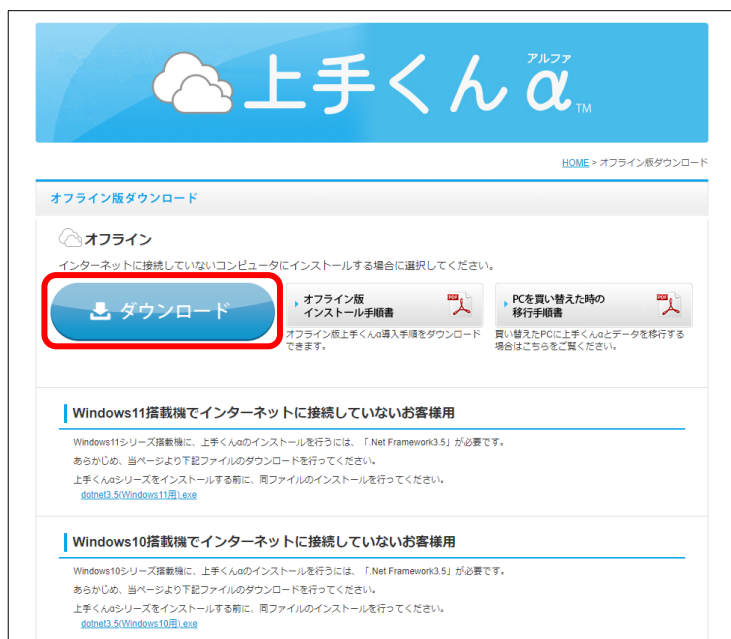 アルファ
上手くんα™
HOME > オフライン版ダウンロード
オフライン版ダウンロード
オフライン
インターネットに接続していないコンピュータにインストールする場合に選択してください。
ダウンロード
オフライン版
インストール手順書
PDF
PCを買い替えた時の
移行手順書
PDF
オフライン版上手くんα導入手順をダウンロード
できます。
買い替えたPCに上手くんαとデータを移行する
場合はこちらをご覧ください。
Windows11搭載機でインターネットに接続していないお客様用
Windows11シリーズ搭載機に、上手くんαのインストールを行うには、「.Net Framework3.5」が必要です。
あらかじめ、当ページより下記ファイルのダウンロードを行ってください。
上手くんαシリーズをインストールする前に、同ファイルのインストールを行ってください。
dotnet3.5(Windows11用).exe
Windows10搭載機でインターネットに接続していないお客様用
Windows10シリーズ搭載機に、上手くんαのインストールを行うには、「.Net Framework3.5」が必要です。
あらかじめ、当ページより下記ファイルのダウンロードを行ってください。
上手くんαシリーズをインストールする前に、同ファイルのインストールを行ってください。
dotnet3.5(Windows10用).exe